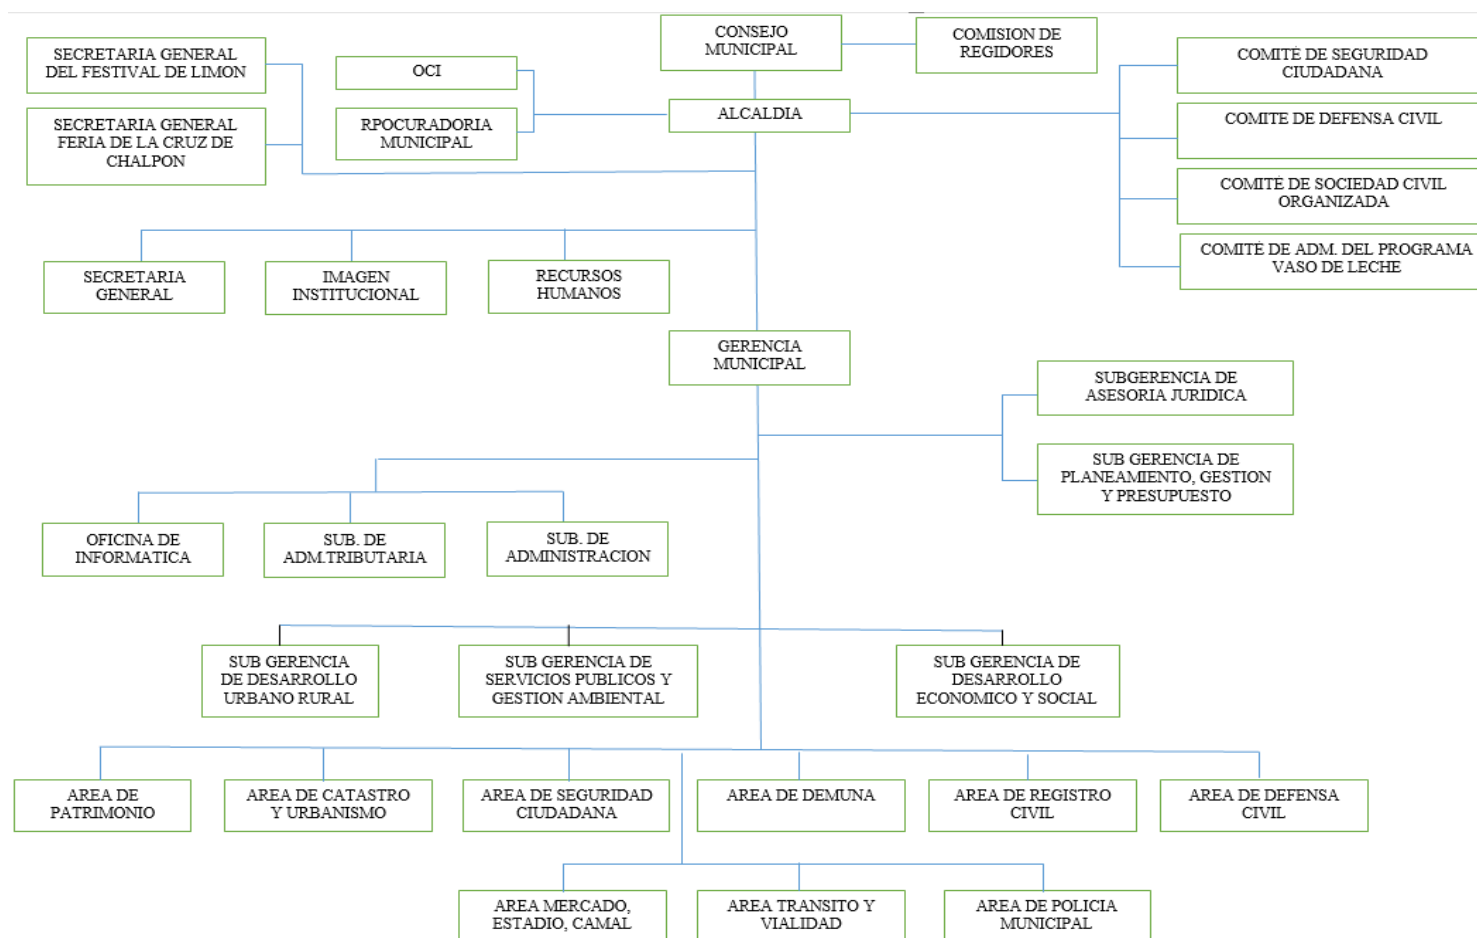 CONSEJO
MUNICIPAL
COMISION DE
REGIDORES
SECRETARIA GENERAL
DEL FESTIVAL DE LIMON
OCI
COMITÉ DE SEGURIDAD
CIUDADANA
ALCALDIA
SECRETARIA GENERAL
FERIA DE LA CRUZ DE
CHALPON
RPOCURADORIA
MUNICIPAL
COMITE DE DEFENSA CIVIL
COMITÉ DE SOCIEDAD CIVIL
ORGANIZADA
COMITÉ DE ADM. DEL PROGRAMA
VASO DE LECHE
SECRETARIA
GENERAL
IMAGEN
INSTITUCIONAL
RECURSOS
HUMANOS
GERENCIA
MUNICIPAL
SUBGERENCIA DE
ASESORIA JURIDICA
SUB GERENCIA DE
PLANEAMIENTO, GESTION
Y PRESUPUESTO
OFICINA DE
INFORMATICA
SUB. DE
ADM.TRIBUTARIA
SUB. DE
ADMINISTRACION
SUB GERENCIA
DE DESARROLLO
URBANO RURAL
SUB GERENCIA DE
SERVICIOS PUBLICOS Y
GESTION AMBIENTAL
SUB GERENCIA DE
DESARROLLO
ECONOMICO Y SOCIAL
AREA DE
PATRIMONIO
AREA DE CATASTRO
Y URBANISMO
AREA DE SEGURIDAD
CIUDADANA
AREA DE DEMUNA
AREA DE REGISTRO
CIVIL
AREA DE DEFENSA
CIVIL
AREA MERCADO,
ESTADIO, CAMAL
AREA TRANSITO Y
VIALIDAD
AREA DE POLICIA
MUNICIPAL